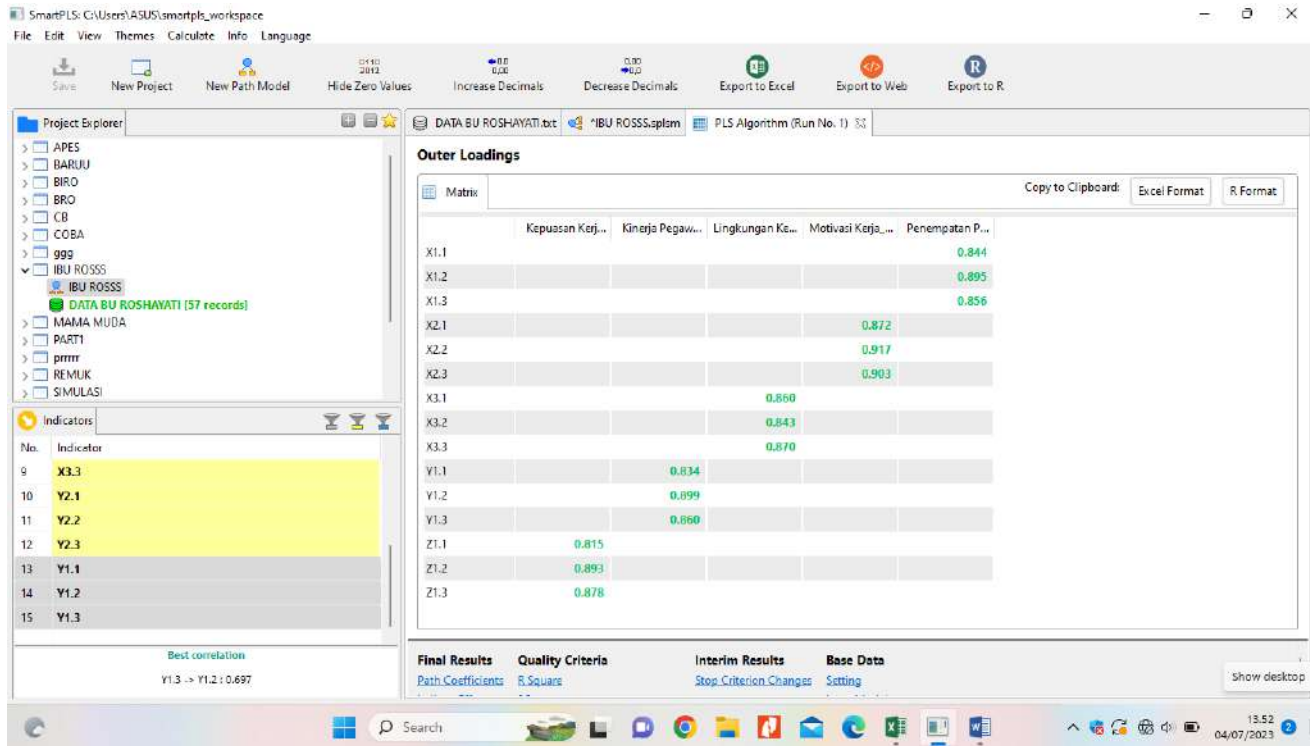 SmartPLS: C:\Users\ASUS\smartpls_workspace
File Edit View Themes Calculate Info Language
Save New Project New Path Model Hide Zero Values Increase Decimals Decrease Decimals Export to Excel Export to Web Export to R
Project Explorer
APES
BARUU
BIRO
BRO
CB
COBA
ggg
IBU ROSSS
IBU ROSSS
DATA BU ROSHAYATI [57 records]
MAMA MUDA
PART1
prrrrr
REMUK
SIMULASI
Indicators
No. Indicator
9 X3.3
10 Y2.1
11 Y2.2
12 Y2.3
13 Y1.1
14 Y1.2
15 Y1.3
Best correlation
Y1.3 -> Y1.2 : 0.697
DATA BU ROSHAYATI.txt *IBU ROSSS.splsm PLS Algorithm (Run No. 1)
Outer Loadings
Matrix Copy to Clipboard: Excel Format R Format
Kepuasan Kerj... Kinerja Pegaw... Lingkungan Ke... Motivasi Kerja_... Penempatan P...
X1.1 0.844
X1.2 0.895
X1.3 0.856
X2.1 0.872
X2.2 0.917
X2.3 0.903
X3.1 0.860
X3.2 0.843
X3.3 0.870
Y1.1 0.834
Y1.2 0.899
Y1.3 0.860
Z1.1 0.815
Z1.2 0.893
Z1.3 0.878
Final Results Quality Criteria Interim Results Base Data
Path Coefficients R Square Stop Criterion Changes Setting
Show desktop
Search
13.52
04/07/2023 2